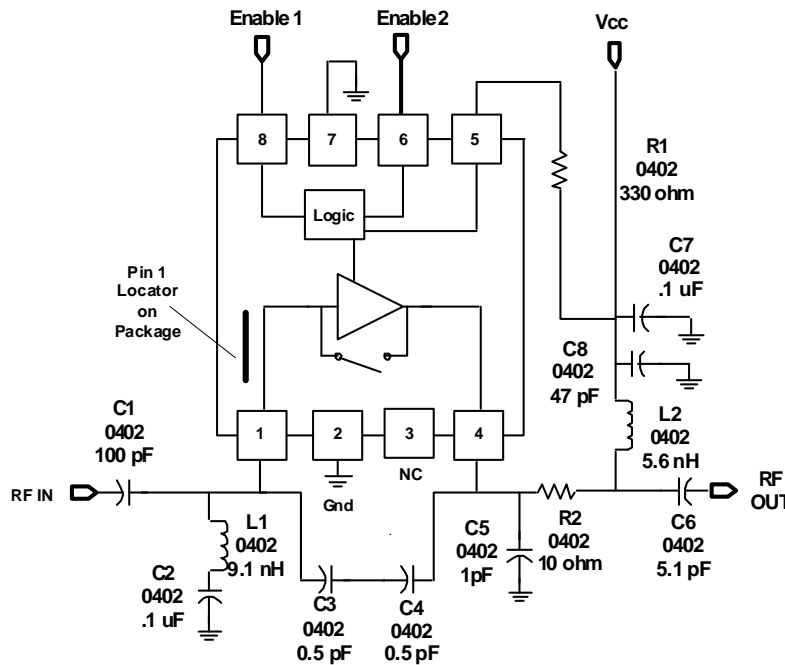 Enable 1
Enable 2
Vcc
8
7
6
5
R1
0402
330 ohm
Logic
C7
0402
.1 uF
Pin 1
Locator
on
Package
C8
0402
47 pF
L2
0402
5.6 nH
C1
0402
100 pF
1
2
3
4
RF IN
Gnd
NC
RF
OUT
L1
0402
9.1 nH
C2
0402
.1 uF
C3
0402
0.5 pF
C4
0402
0.5 pF
C5
0402
1pF
R2
0402
10 ohm
C6
0402
5.1 pF